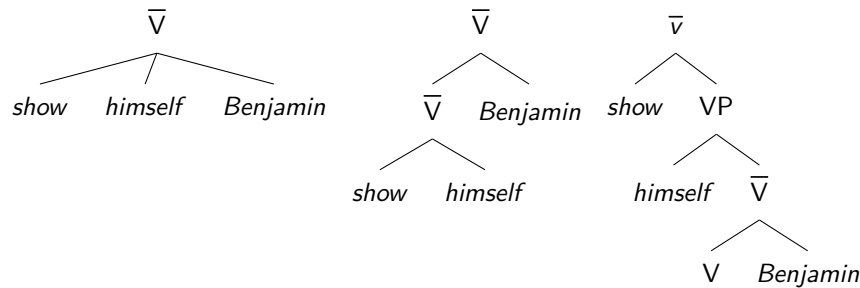 V̅ V̅ v̅
show himself Benjamin V̅ Benjamin show VP
show himself himself V̅
V Benjamin